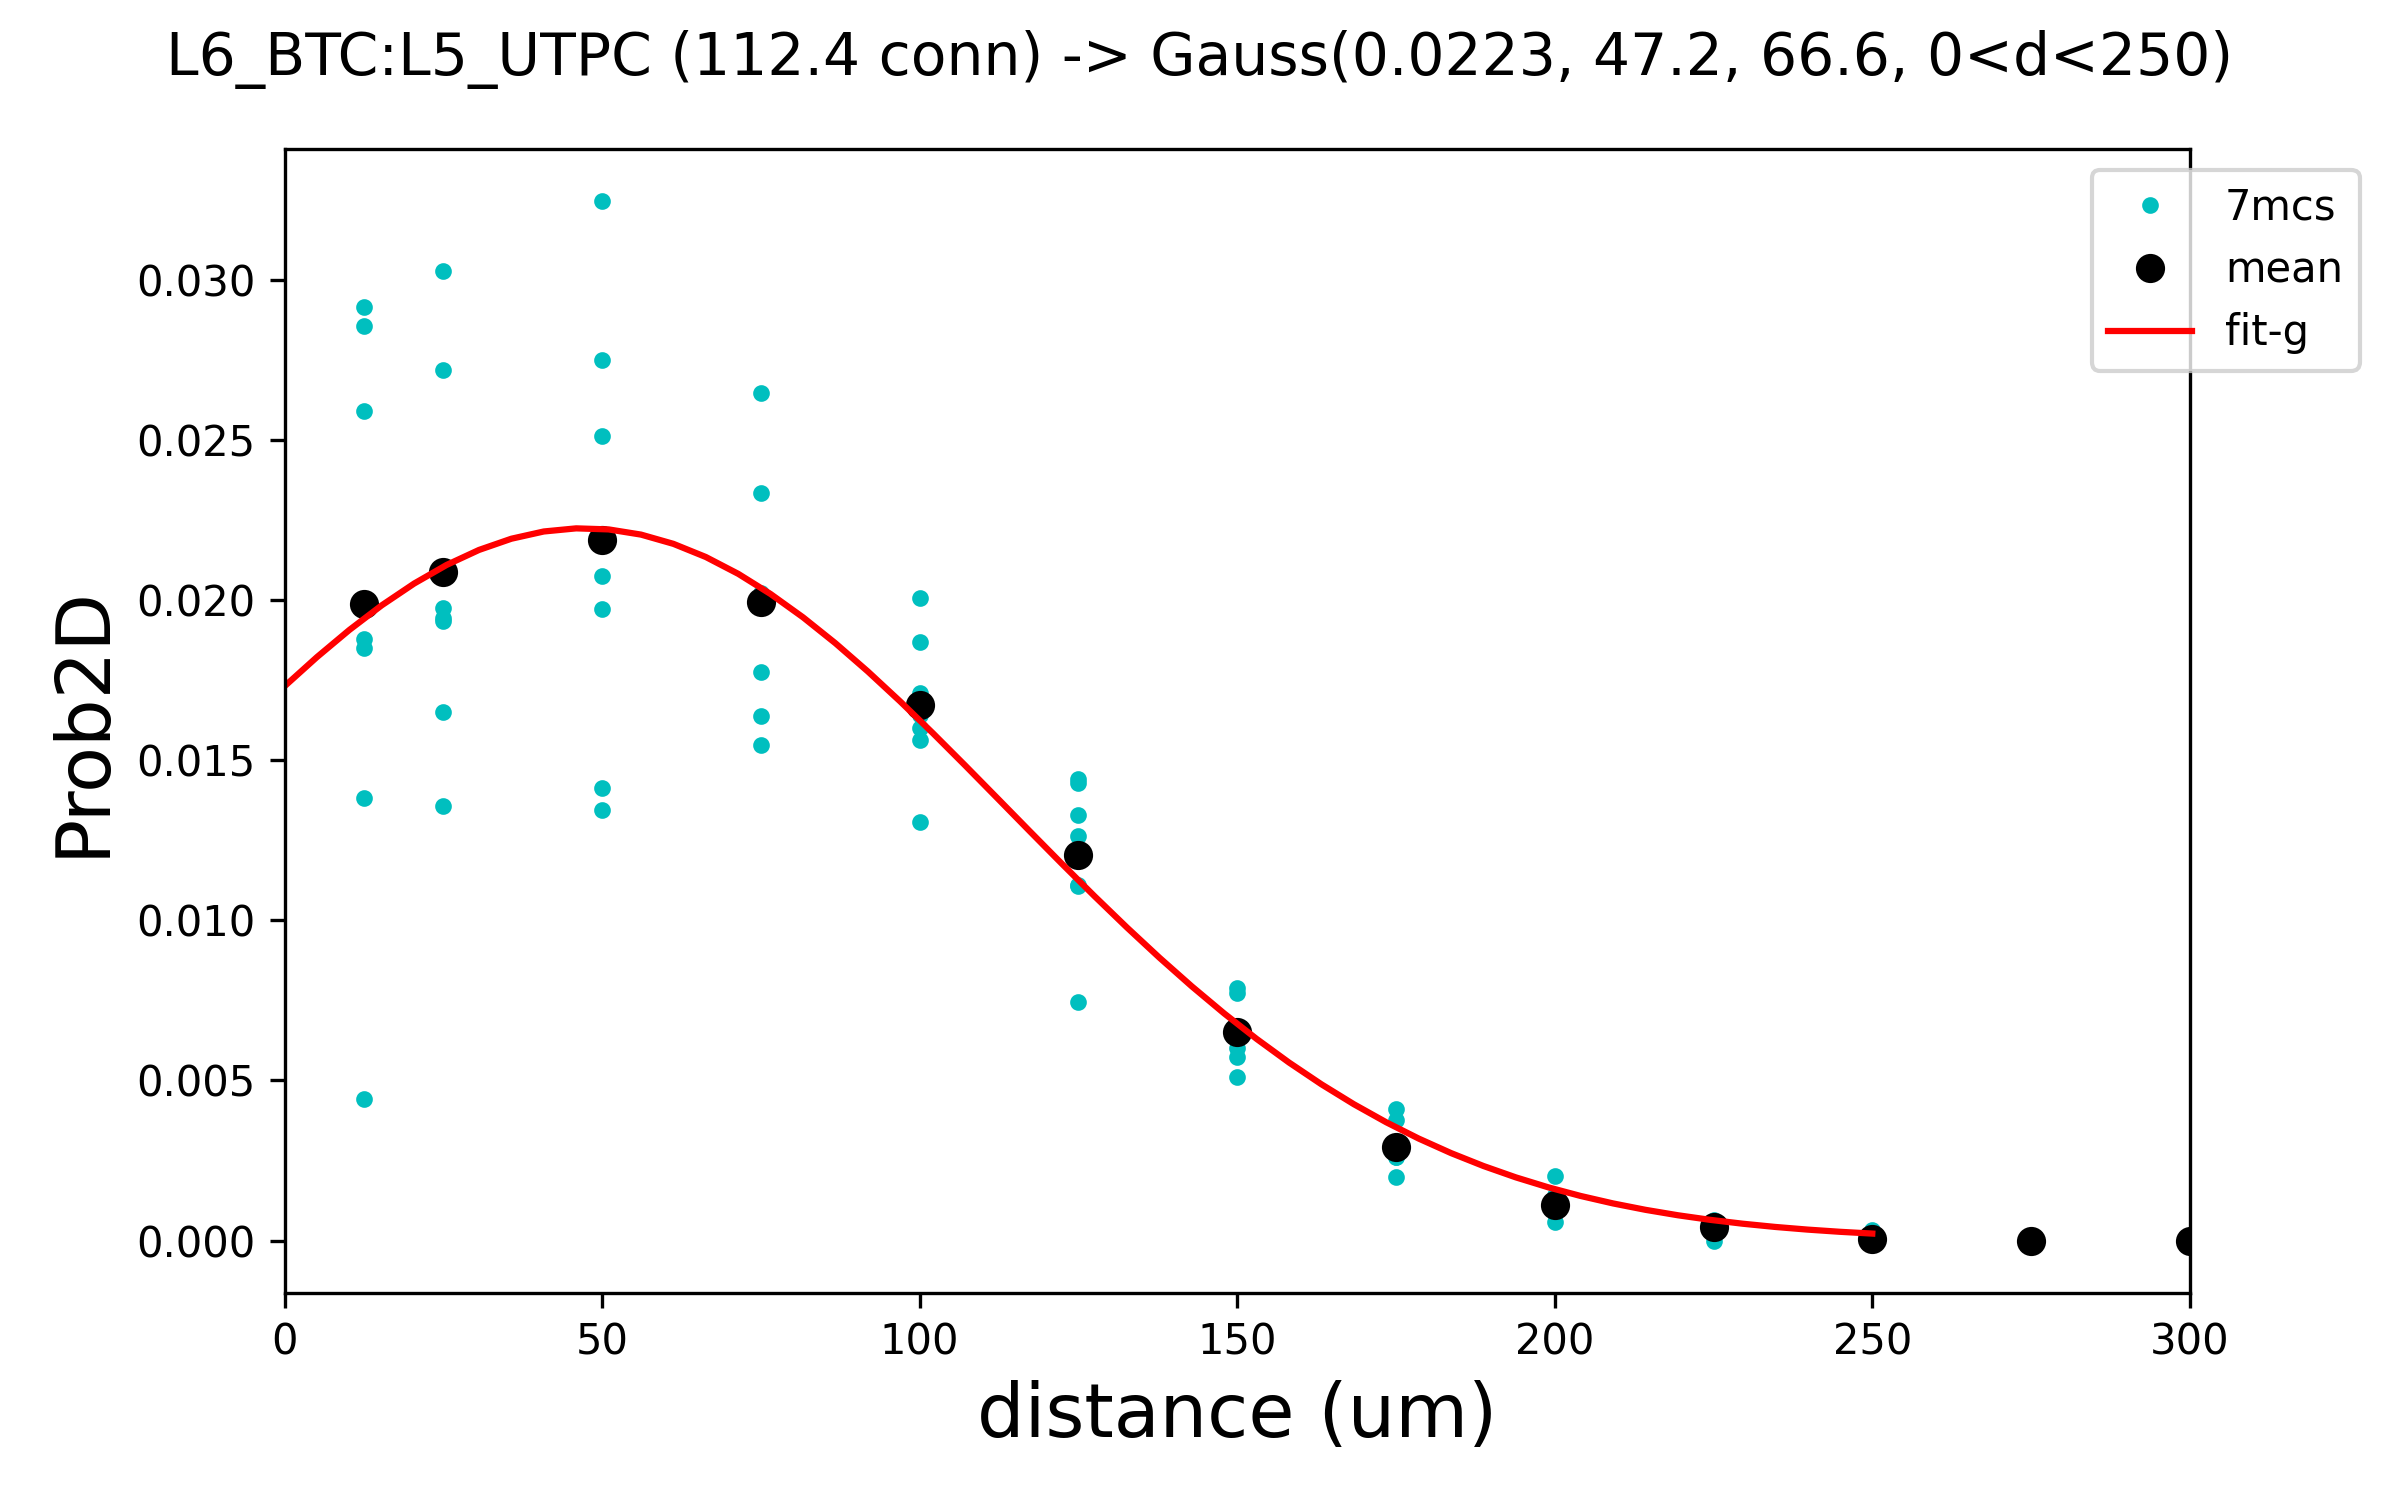 L6_BTC:L5_UTPC (112.4 conn) -> Gauss(0.0223, 47.2, 66.6, 0<d<250)
7mcs
mean
fit-g
Prob2D
0.030
0.025
0.020
0.015
0.010
0.005
0.000
0 50 100 150 200 250 300
distance (um)